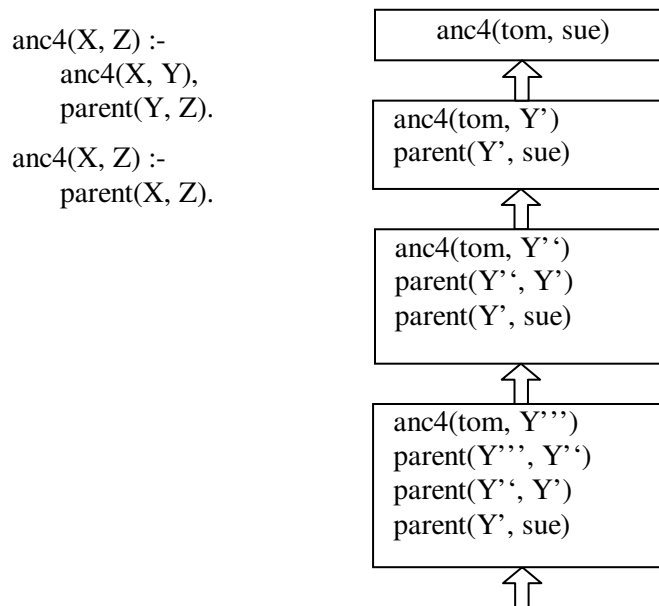 anc4(X, Z) :-
anc4(X, Y),
parent(Y, Z).
anc4(X, Z) :-
parent(X, Z).
anc4(tom, sue)
anc4(tom, Y’)
parent(Y’, sue)
anc4(tom, Y’‘)
parent(Y’‘, Y’)
parent(Y’, sue)
anc4(tom, Y’’’)
parent(Y’’’, Y’‘)
parent(Y’‘, Y’)
parent(Y’, sue)